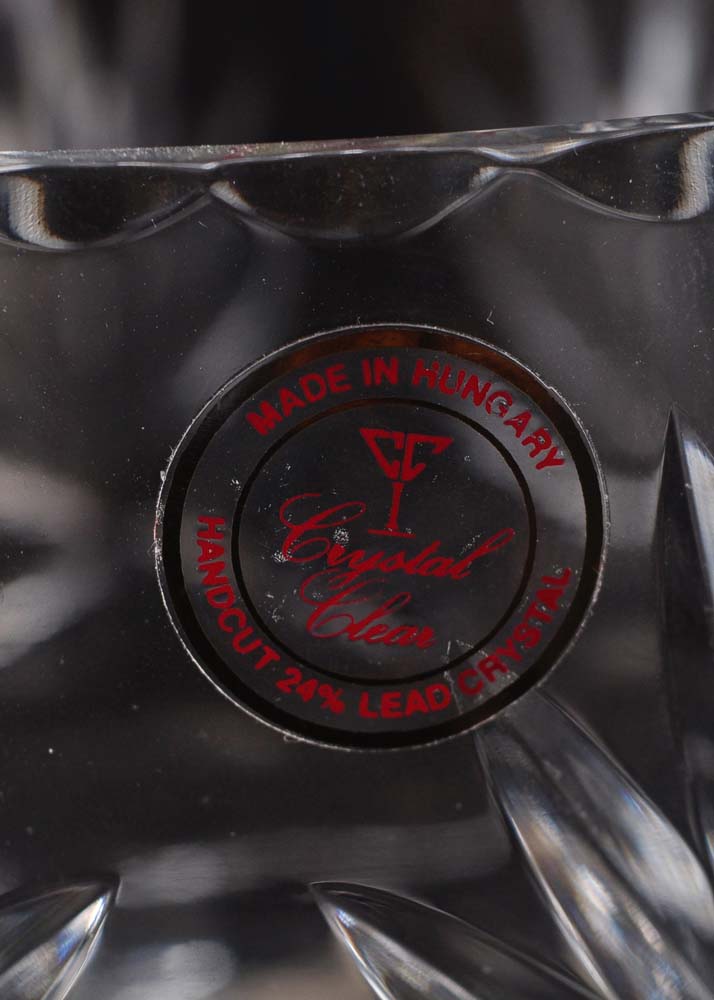 MADE IN HUNGARY
CC
Crystal
Clear
HANDCUT 24% LEAD CRYSTAL